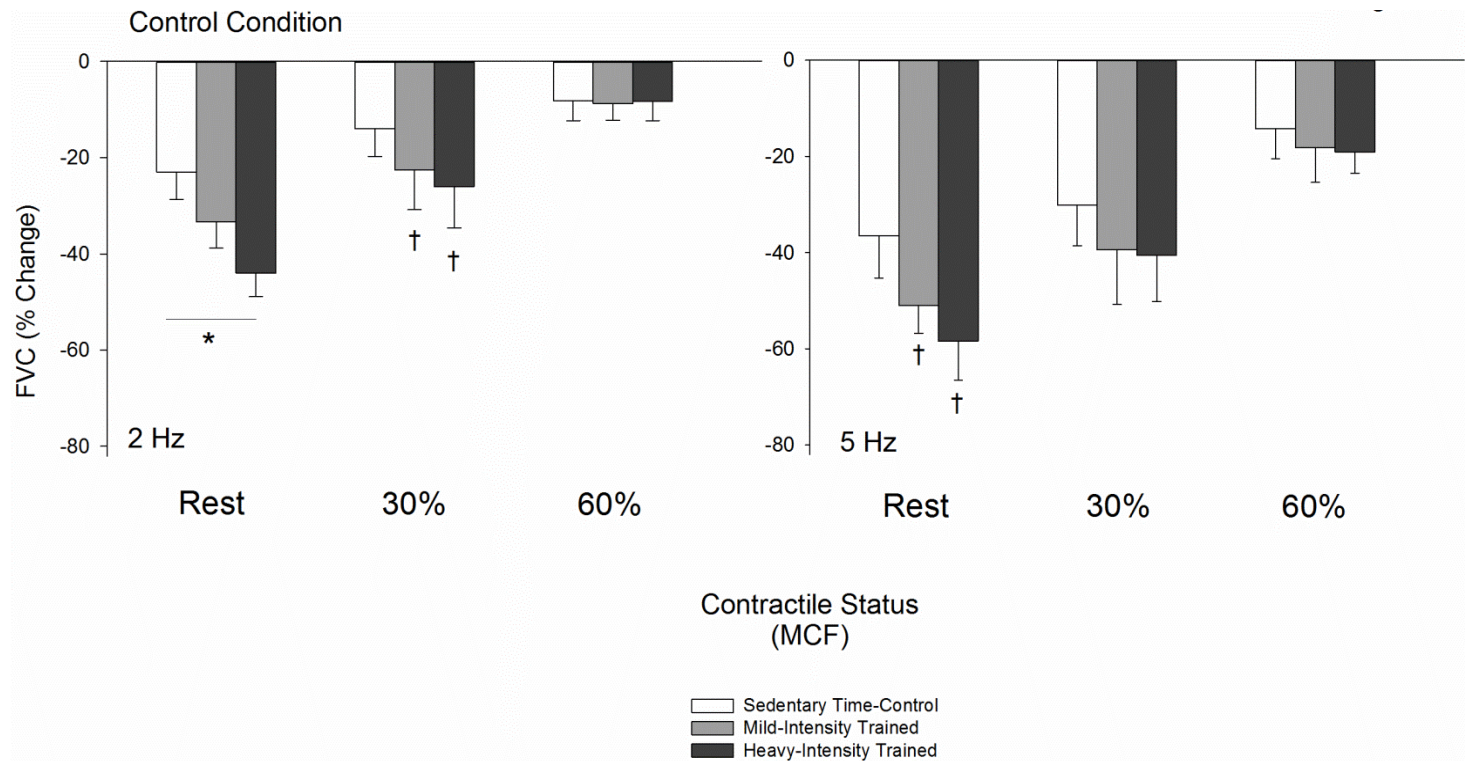 Control Condition
0
-20
-40
-60
-80
FVC (% Change)
*
†
†
2 Hz
Rest
30%
60%
0
-20
-40
-60
-80
†
†
5 Hz
Rest
30%
60%
Contractile Status
(MCF)
Sedentary Time-Control
Mild-Intensity Trained
Heavy-Intensity Trained